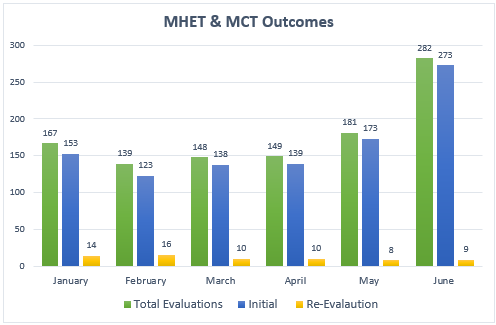 MHET & MCT Outcomes
300
250
200
150
100
50
0
167 153 14
139 123 16
148 138 10
149 139 10
181 173 8
282 273 9
January February March April May June
Total Evaluations Initial Re-Evalaution